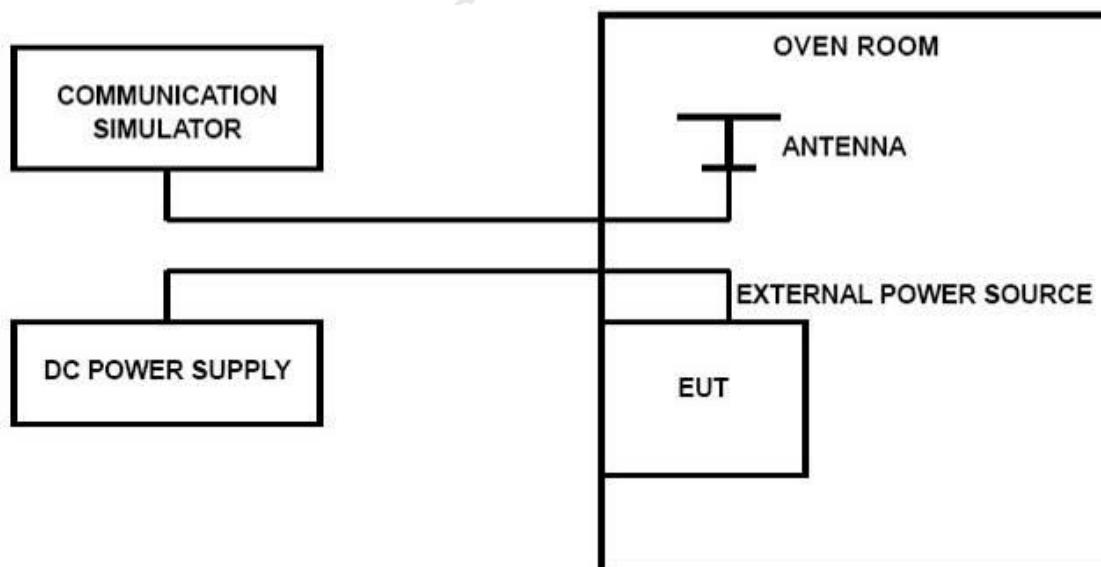 OVEN ROOM
COMMUNICATION
SIMULATOR
ANTENNA
EXTERNAL POWER SOURCE
DC POWER SUPPLY
EUT